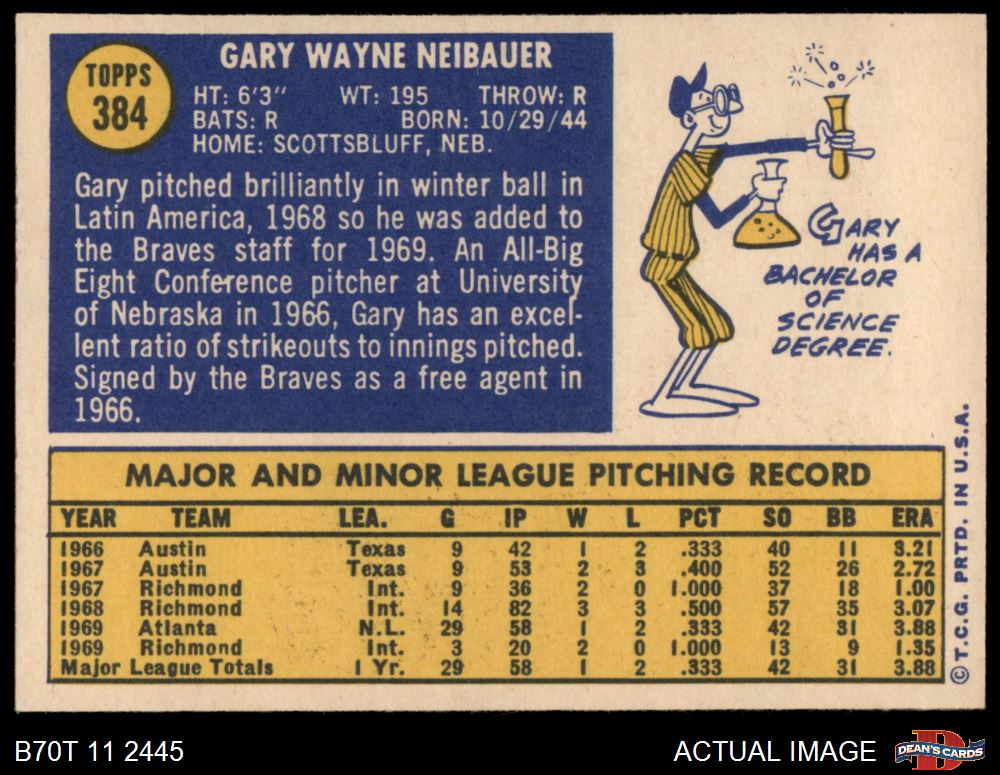 TOPPS
384
GARY WAYNE NEIBAUER
HT: 6'3" WT: 195 THROW: R
BATS: R BORN: 10/29/44
HOME: SCOTTSBLUFF, NEB.
Gary pitched brilliantly in winter ball in
Latin America, 1968 so he was added to
the Braves staff for 1969. An All-Big
Eight Conference pitcher at University
of Nebraska in 1966, Gary has an excel-
lent ratio of strikeouts to innings pitched.
Signed by the Braves as a free agent in
1966.
GARY
HAS A
BACHELOR
OF
SCIENCE
DEGREE.
MAJOR AND MINOR LEAGUE PITCHING RECORD
YEAR TEAM LEA. G IP W L PCT SO BB ERA
1966 Austin Texas 9 42 1 2 .333 40 11 3.21
1967 Austin Texas 9 53 2 3 .400 52 26 2.72
1967 Richmond Int. 9 36 2 0 1.000 37 18 1.00
1968 Richmond Int. 14 82 3 3 .500 57 35 3.07
1969 Atlanta N.L. 29 58 1 2 .333 42 31 3.88
1969 Richmond Int. 3 20 2 0 1.000 13 9 1.35
Major League Totals 1 Yr. 29 58 1 2 .333 42 31 3.88
© T.C.G. PRTD. IN U.S.A.
B70T 11 2445
ACTUAL IMAGE
DEAN'S CARDS